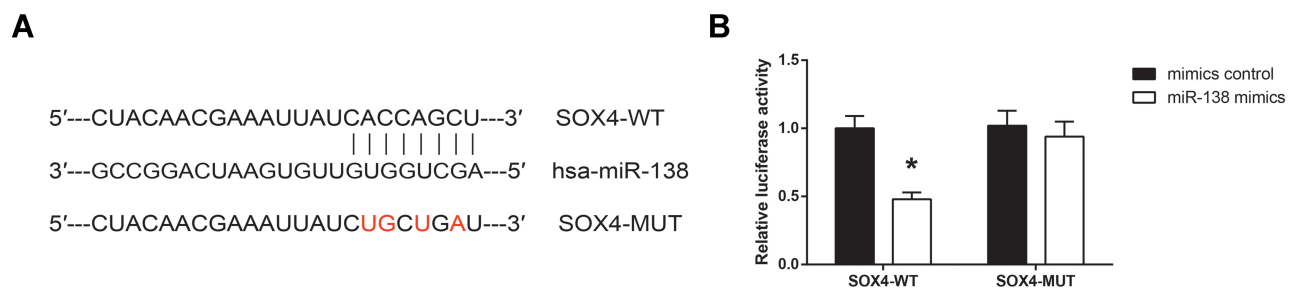 A
5′---CUACAACGAAAUUAUCACCAGCU---3′ SOX4-WT
3′---GCCGGACUAAGUGUUGUGGUCGA---5′ hsa-miR-138
5′---CUACAACGAAAUUAUCUGCUGAU---3′ SOX4-MUT
B
Relative luciferase activity
1.5
1.0
0.5
0.0
*
SOX4-WT SOX4-MUT
mimics control
miR-138 mimics